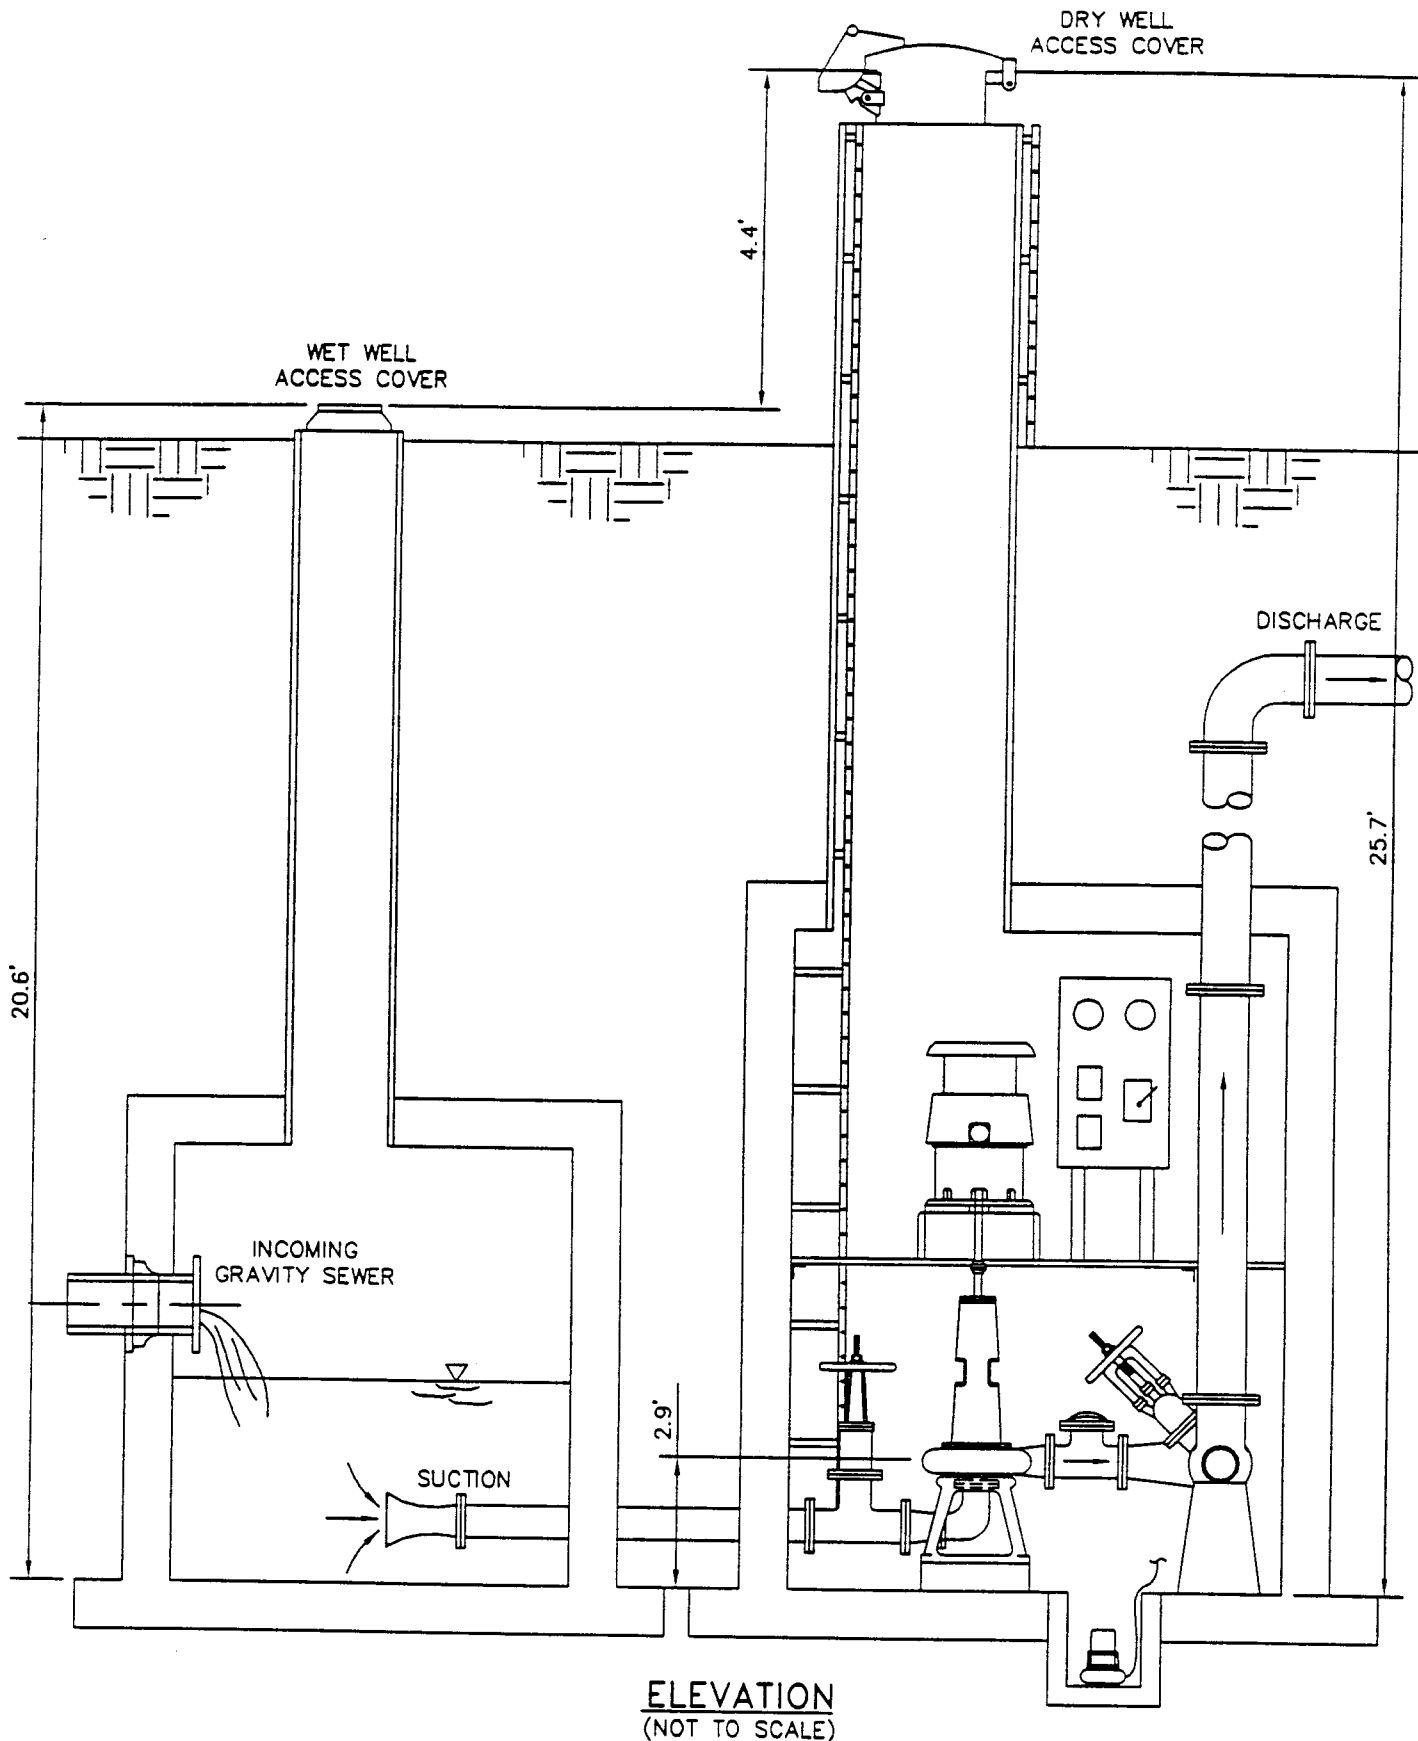 DRY WELL
ACCESS COVER
4.4'
WET WELL
ACCESS COVER
DISCHARGE
25.7'
20.6'
INCOMING
GRAVITY SEWER
2.9'
SUCTION
ELEVATION
(NOT TO SCALE)